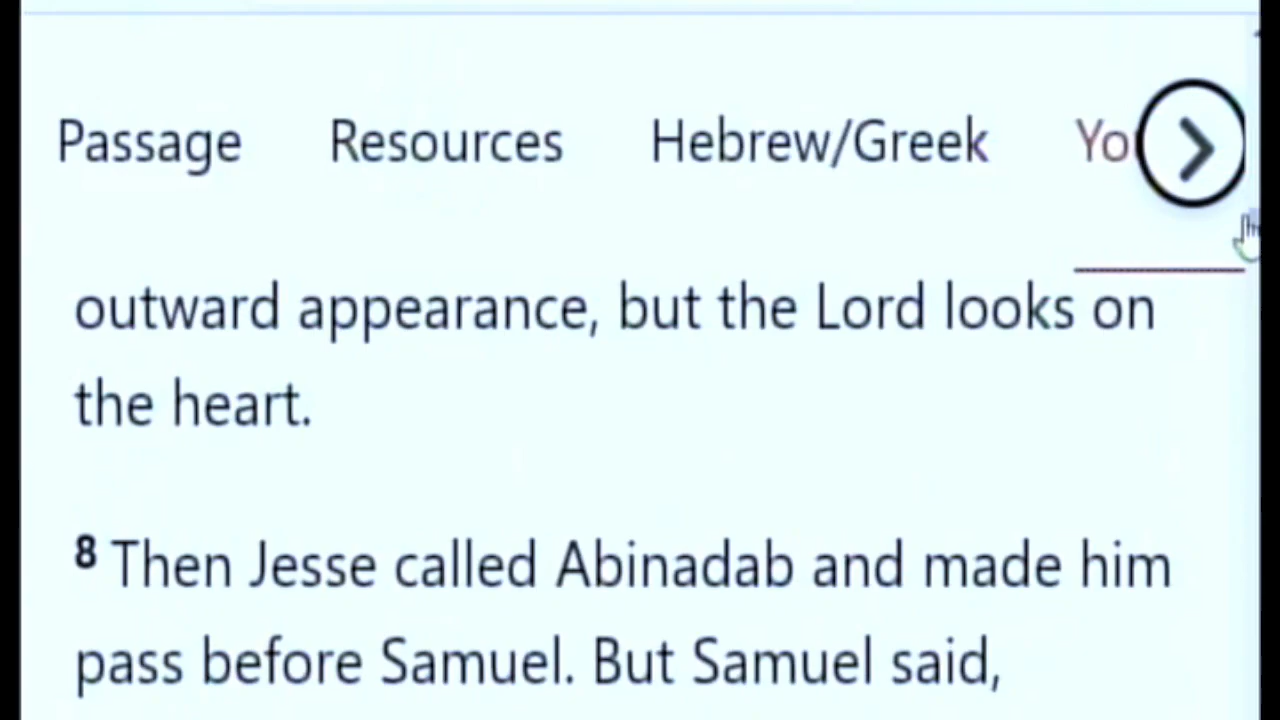 Passage Resources Hebrew/Greek
outward appearance, but the Lord looks on
the heart.
8 Then Jesse called Abinadab and made him
pass before Samuel. But Samuel said,